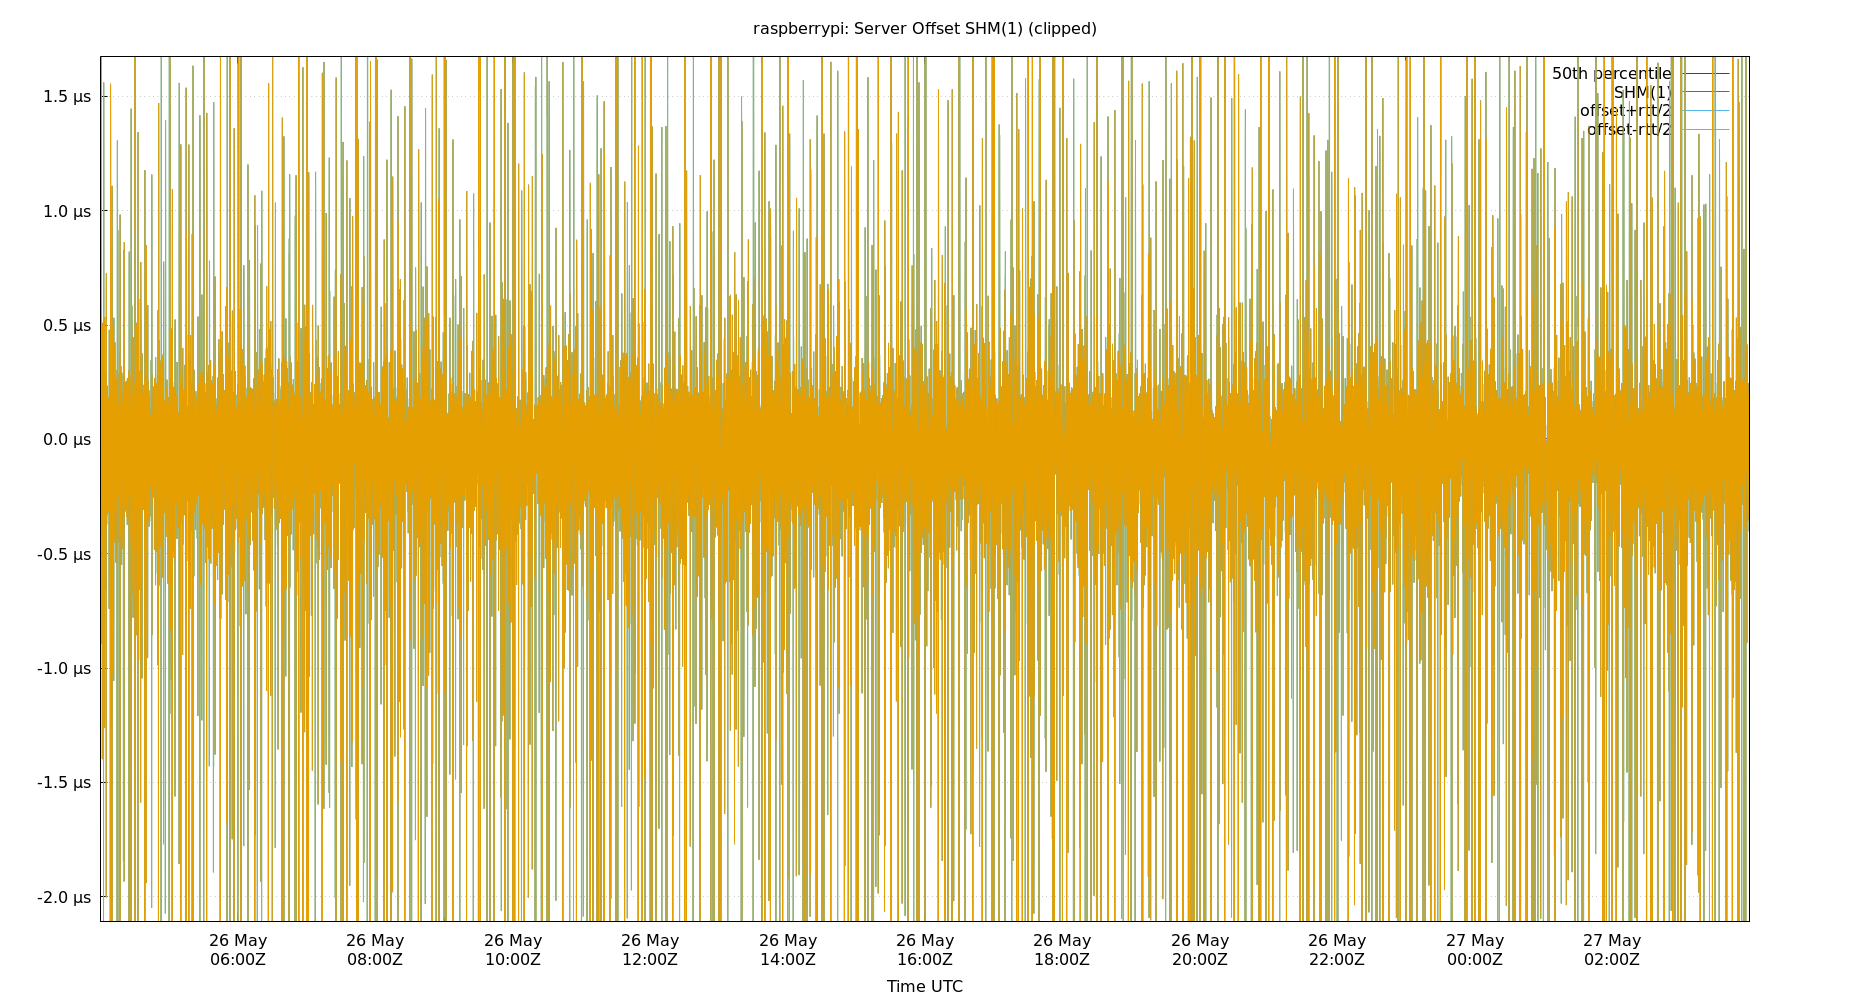 raspberrypi: Server Offset SHM(1) (clipped)
50th percentile
SHM(1)
offset+rtt/2
offset-rtt/2
1.5 µs
1.0 µs
0.5 µs
0.0 µs
-0.5 µs
-1.0 µs
-1.5 µs
-2.0 µs
26 May 26 May 26 May 26 May 26 May 26 May 26 May 26 May 26 May 27 May 27 May
06:00Z 08:00Z 10:00Z 12:00Z 14:00Z 16:00Z 18:00Z 20:00Z 22:00Z 00:00Z 02:00Z
Time UTC